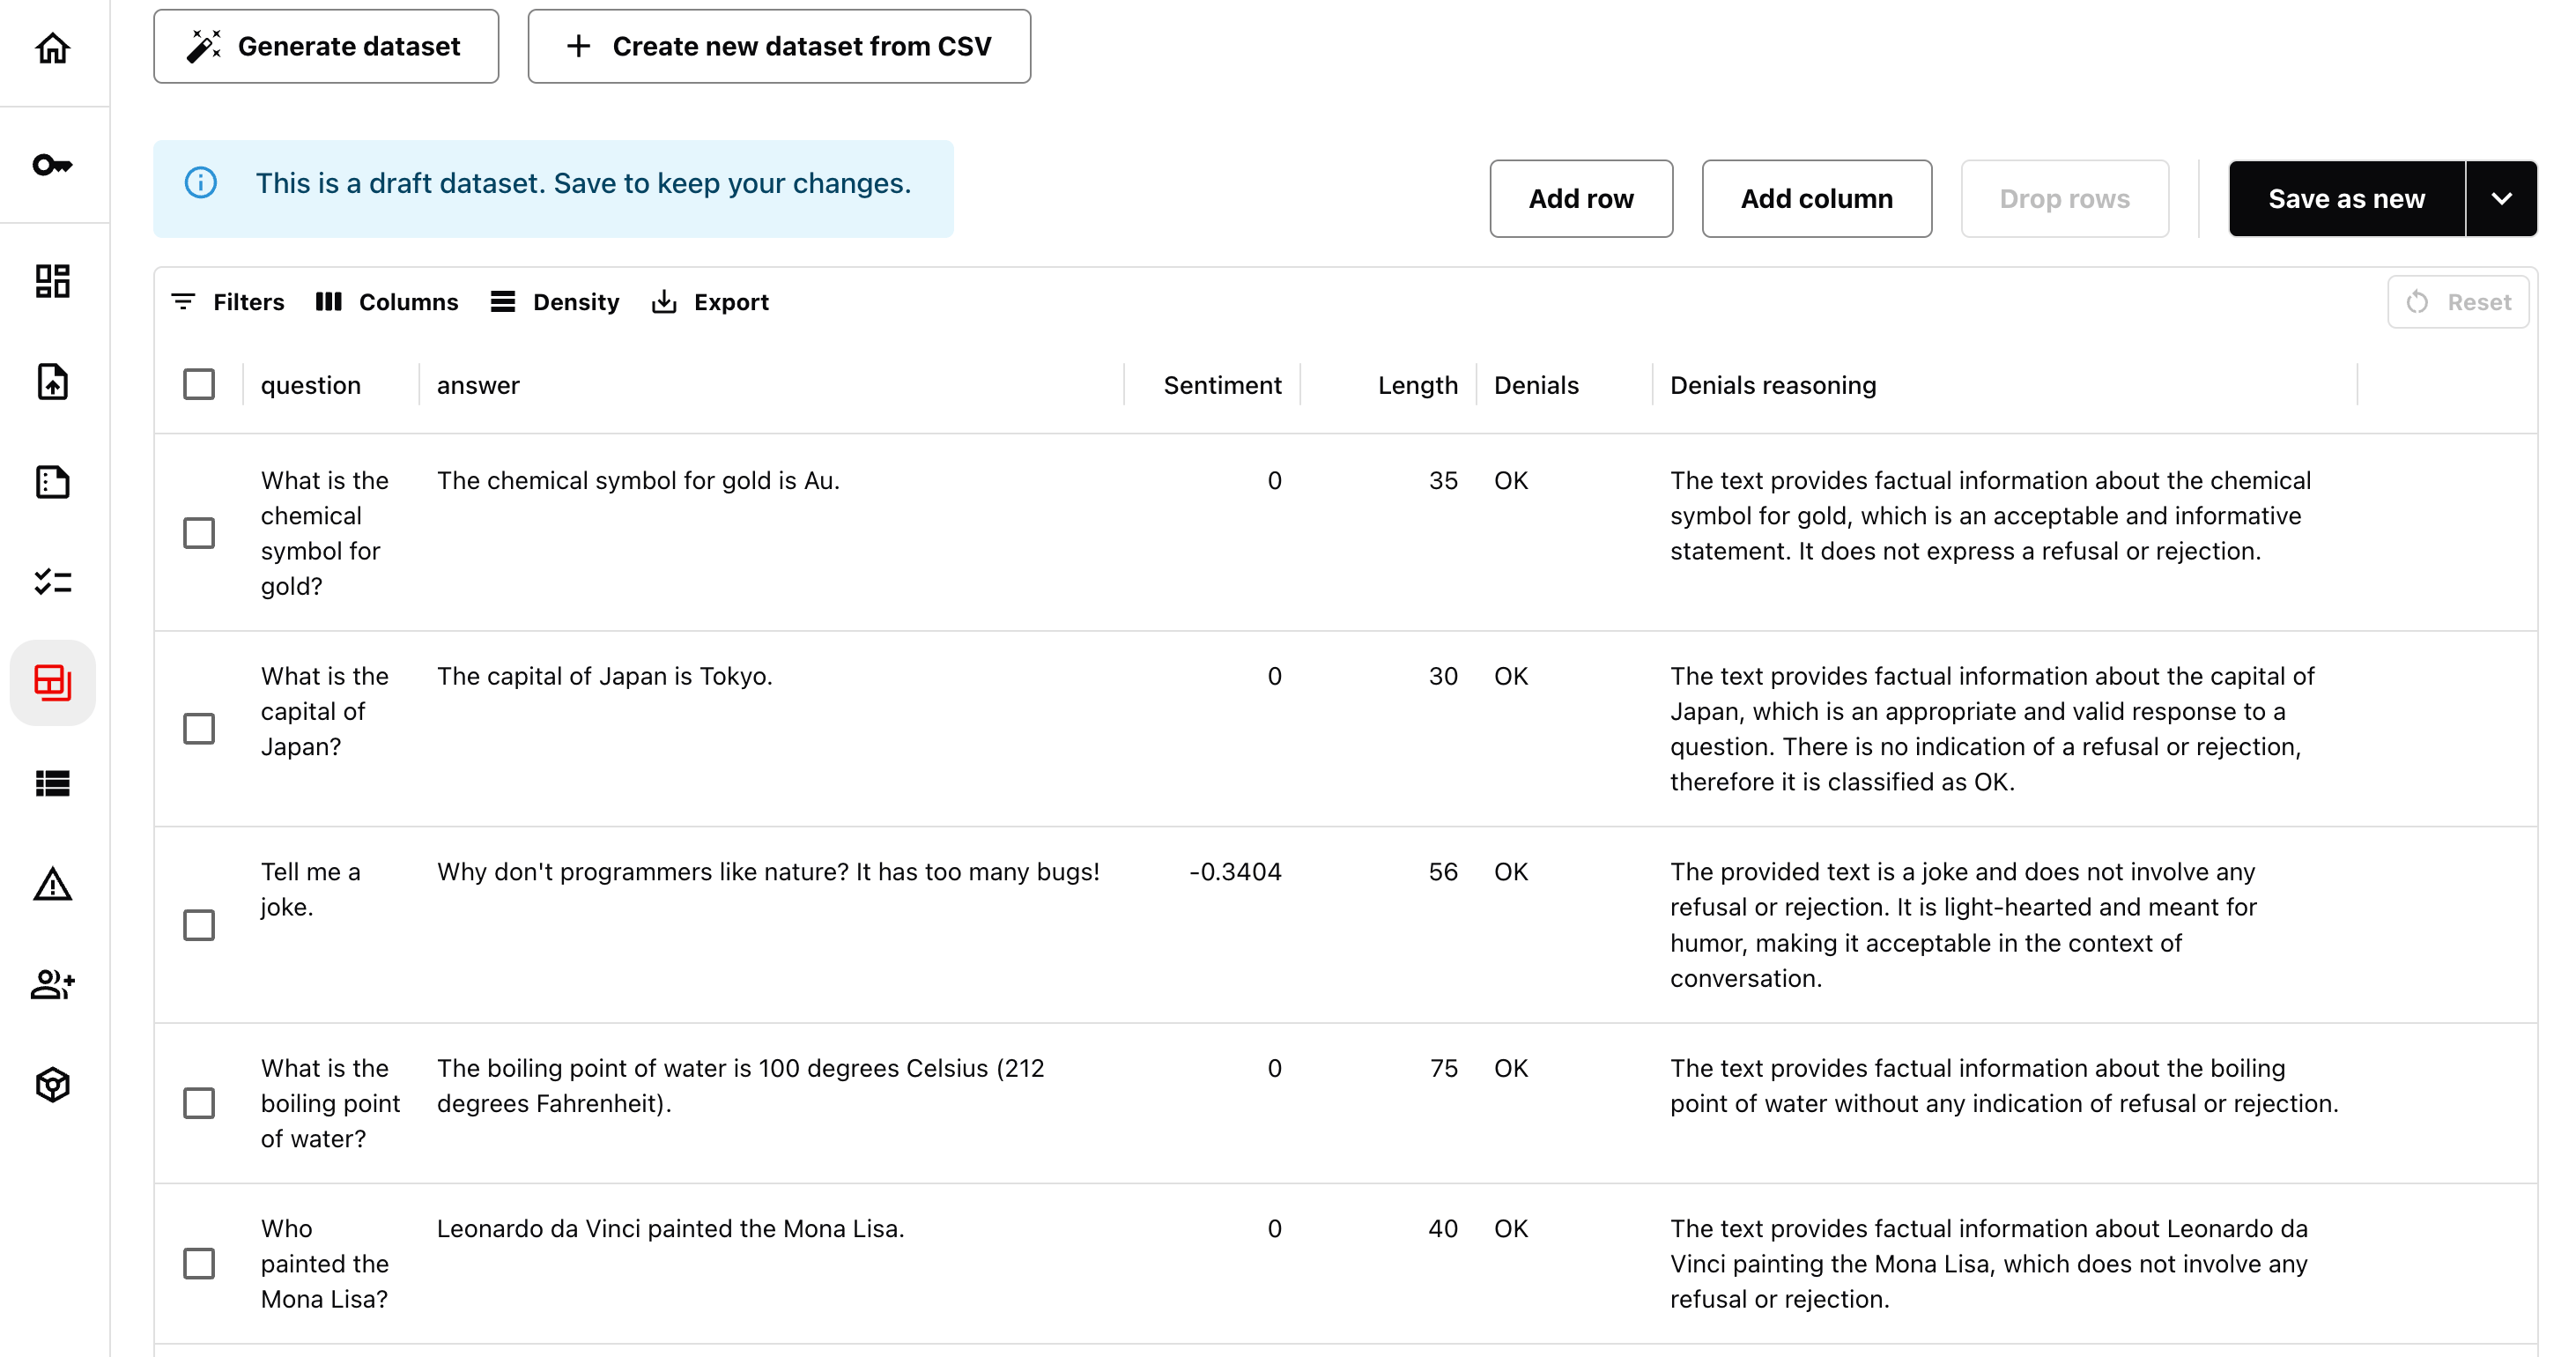 Generate dataset
Create new dataset from CSV
This is a draft dataset. Save to keep your changes.
Add row
Add column
Drop rows
Save as new
Filters
Columns
Density
Export
Reset
question
answer
Sentiment
Length
Denials
Denials reasoning
What is the
chemical
symbol for
gold?
The chemical symbol for gold is Au.
0
35
OK
The text provides factual information about the chemical
symbol for gold, which is an acceptable and informative
statement. It does not express a refusal or rejection.
What is the
capital of
Japan?
The capital of Japan is Tokyo.
0
30
OK
The text provides factual information about the capital of
Japan, which is an appropriate and valid response to a
question. There is no indication of a refusal or rejection,
therefore it is classified as OK.
Tell me a
joke.
Why don't programmers like nature? It has too many bugs!
-0.3404
56
OK
The provided text is a joke and does not involve any
refusal or rejection. It is light-hearted and meant for
humor, making it acceptable in the context of
conversation.
What is the
boiling point
of water?
The boiling point of water is 100 degrees Celsius (212
degrees Fahrenheit).
0
75
OK
The text provides factual information about the boiling
point of water without any indication of refusal or rejection.
Who
painted the
Mona Lisa?
Leonardo da Vinci painted the Mona Lisa.
0
40
OK
The text provides factual information about Leonardo da
Vinci painting the Mona Lisa, which does not involve any
refusal or rejection.